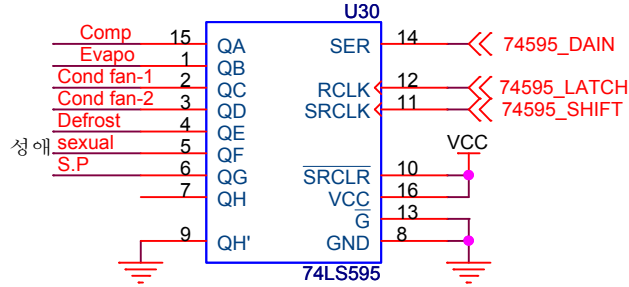 U30
Comp 15 QA SER 14 74595_DAIN
Evapo 1 QB
Cond fan-1 2 QC RCLK 12 74595_LATCH
Cond fan-2 3 QD SRCLK 11 74595_SHIFT
Defrost 4 QE
성애 sexual 5 QF VCC
S.P 6 QG SRCLR 10
7 QH VCC 16
G 13
9 QH' GND 8
74LS595